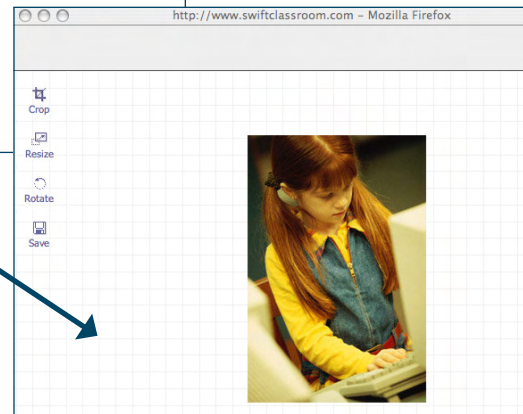 http://www.swiftclassroom.com – Mozilla Firefox
Crop
Resize
Rotate
Save